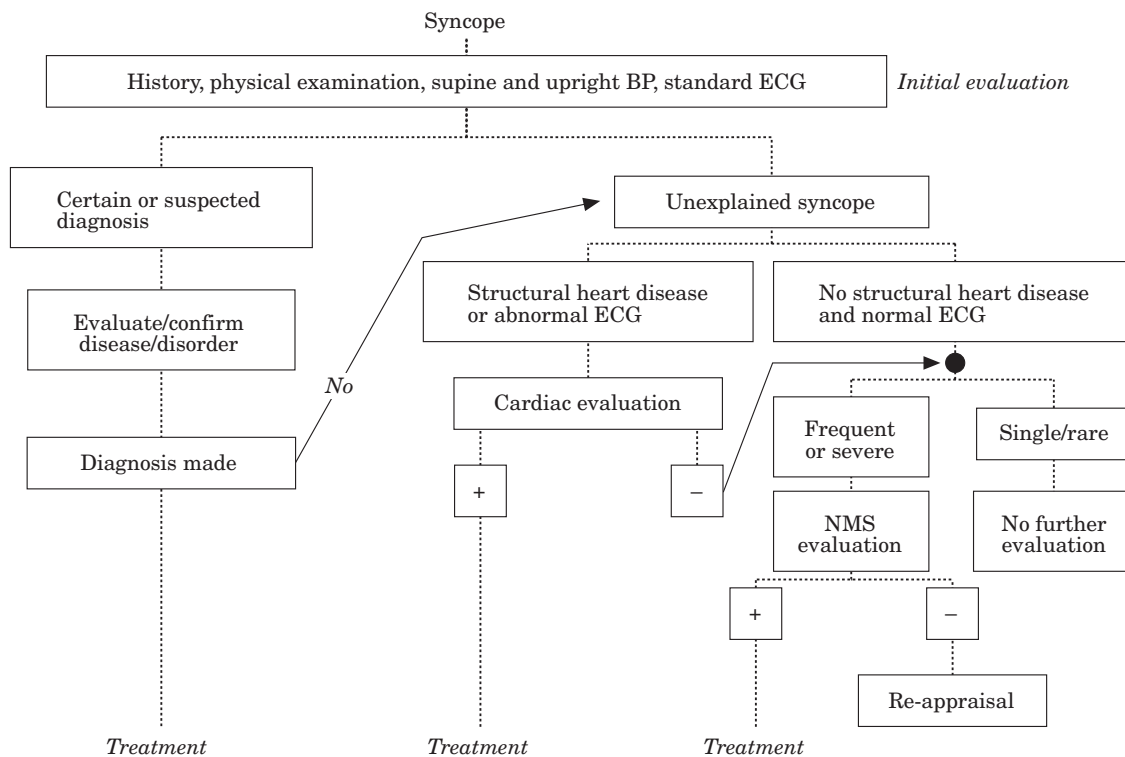 Syncope
History, physical examination, supine and upright BP, standard ECG
Initial evaluation
Certain or suspected
diagnosis
Unexplained syncope
Evaluate/confirm
disease/disorder
Structural heart disease
or abnormal ECG
No structural heart disease
and normal ECG
No
Diagnosis made
Cardiac evaluation
Frequent
or severe
Single/rare
+
–
NMS
evaluation
No further
evaluation
+
–
Re-appraisal
Treatment
Treatment
Treatment